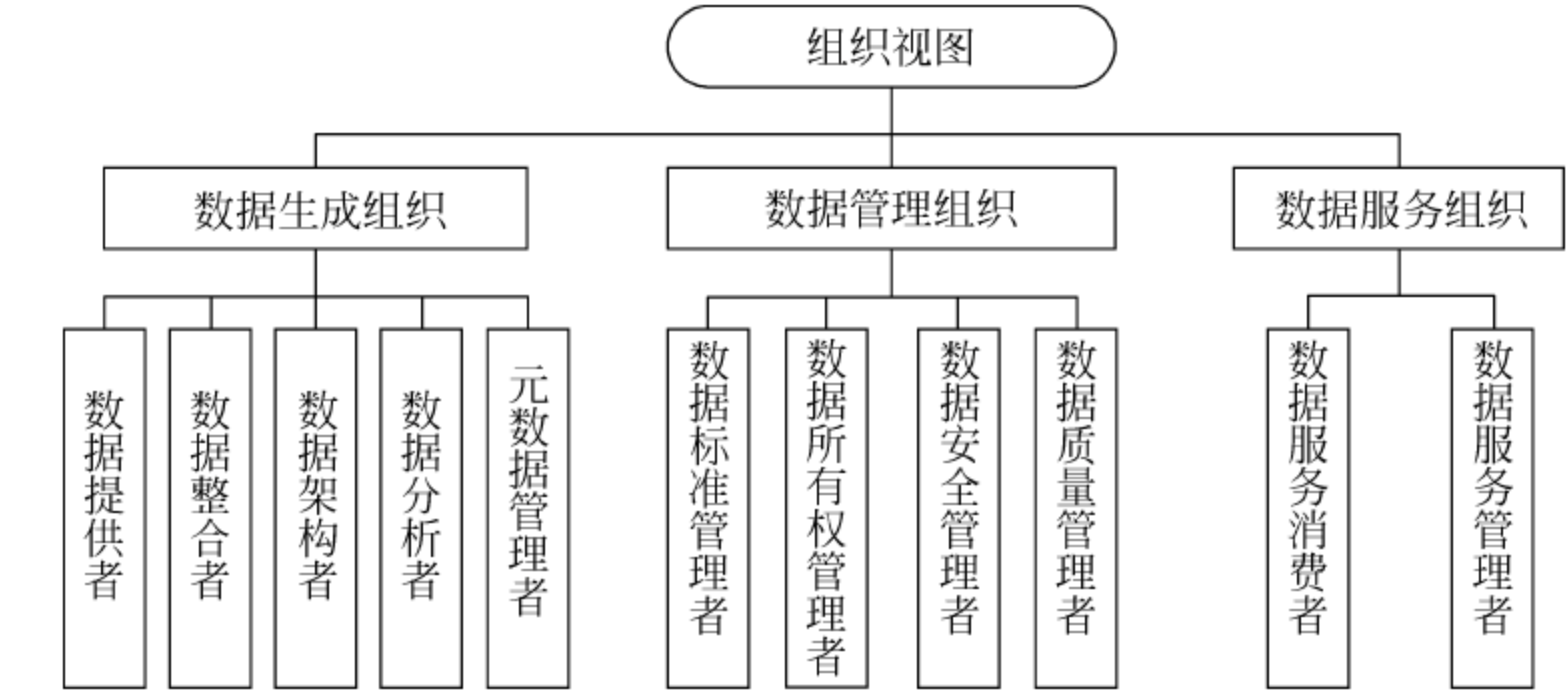 组织视图
数据生成组织
数据管理组织
数据服务组织
数据提供者
数据整合者
数据架构者
数据分析者
元数据管理者
数据标准管理者
数据所有权管理者
数据安全管理者
数据质量管理者
数据服务消费者
数据服务管理者